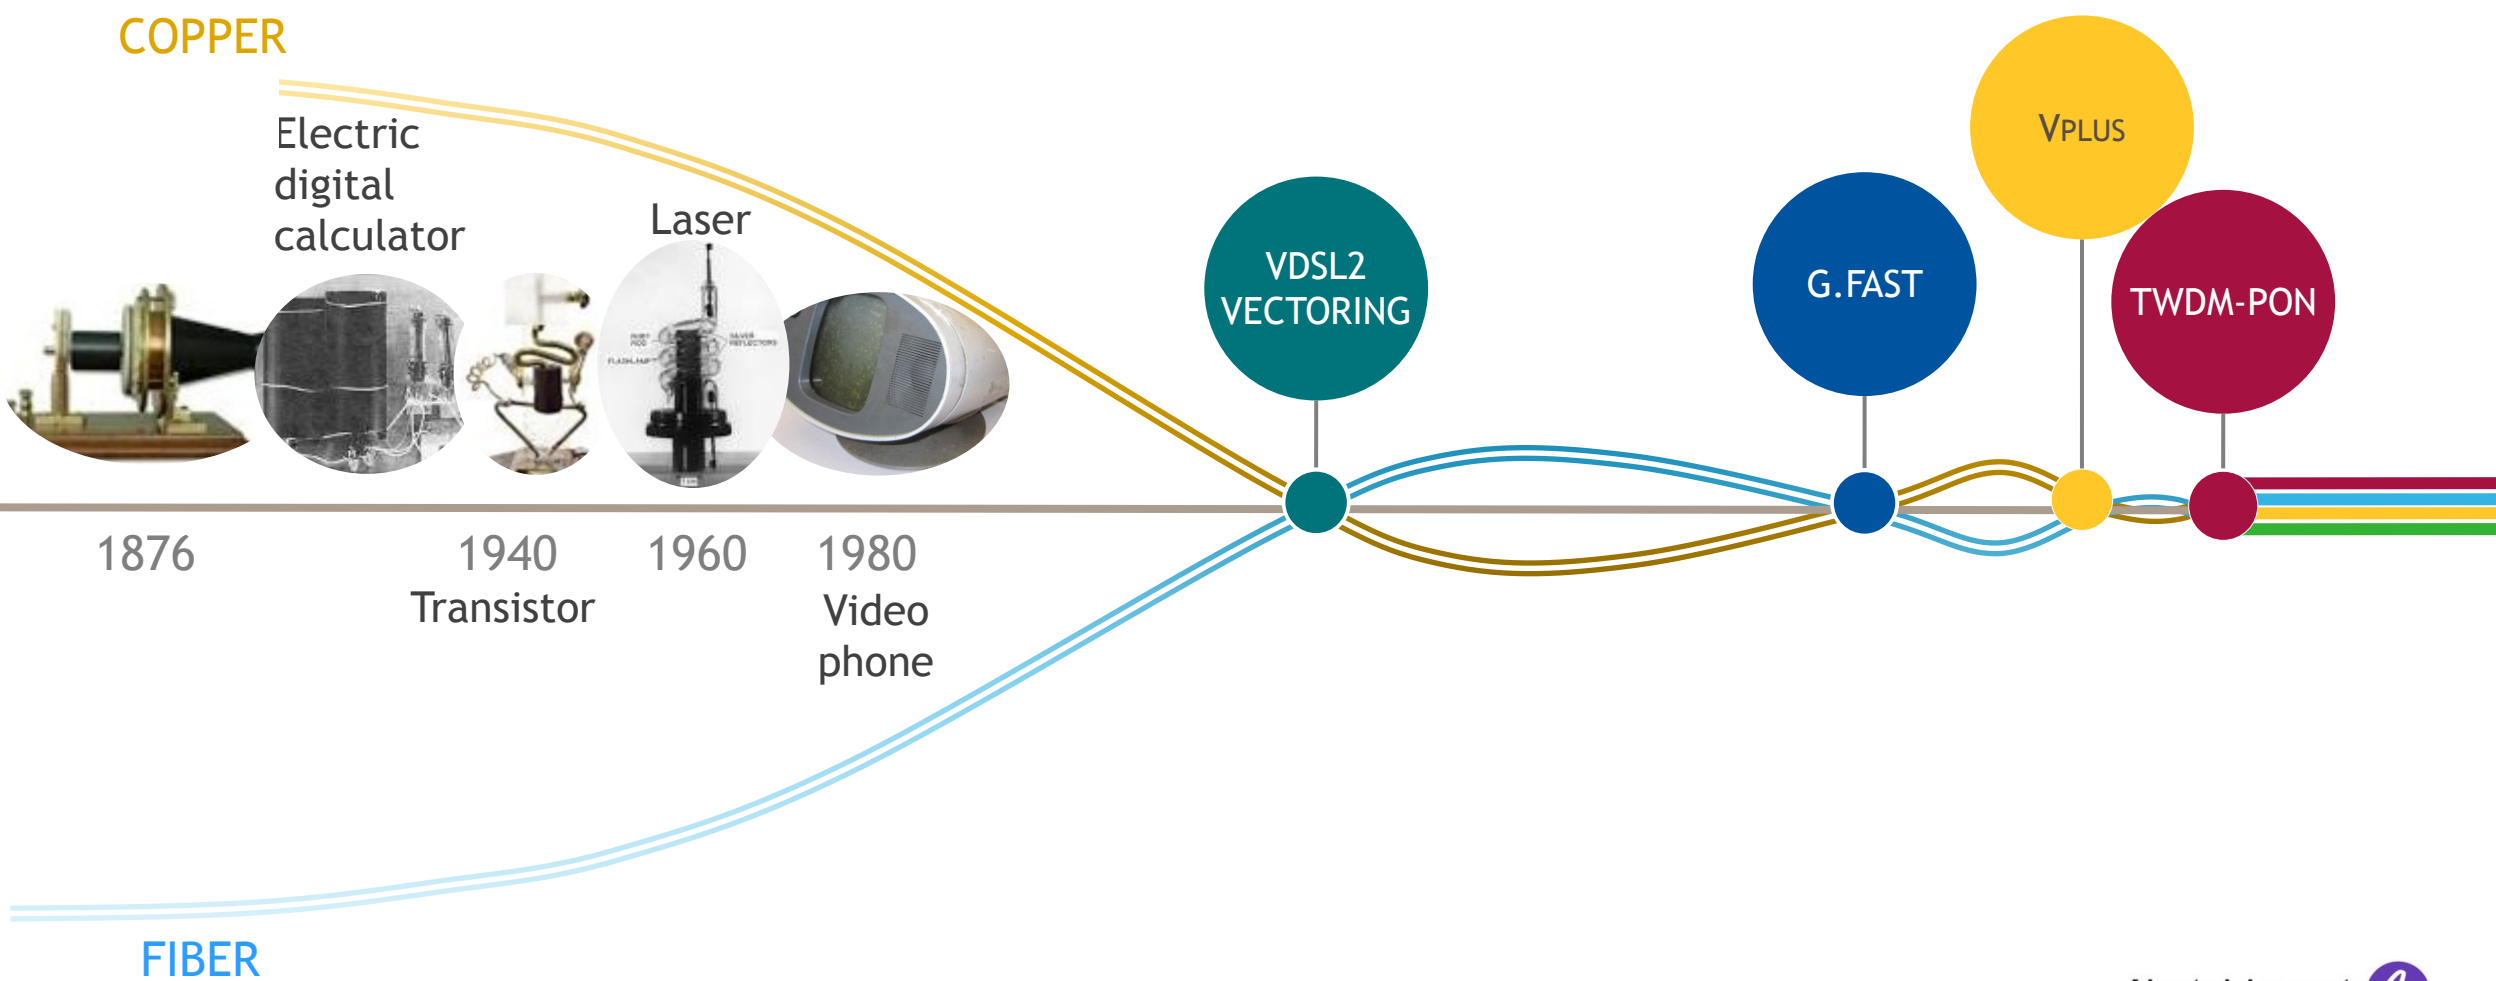 COPPER
Electric
digital
calculator
Laser
VPLUS
VDSL2
VECTORING
G.FAST
TWDM-PON
1876
1940
1960
1980
Transistor
Video
phone
FIBER